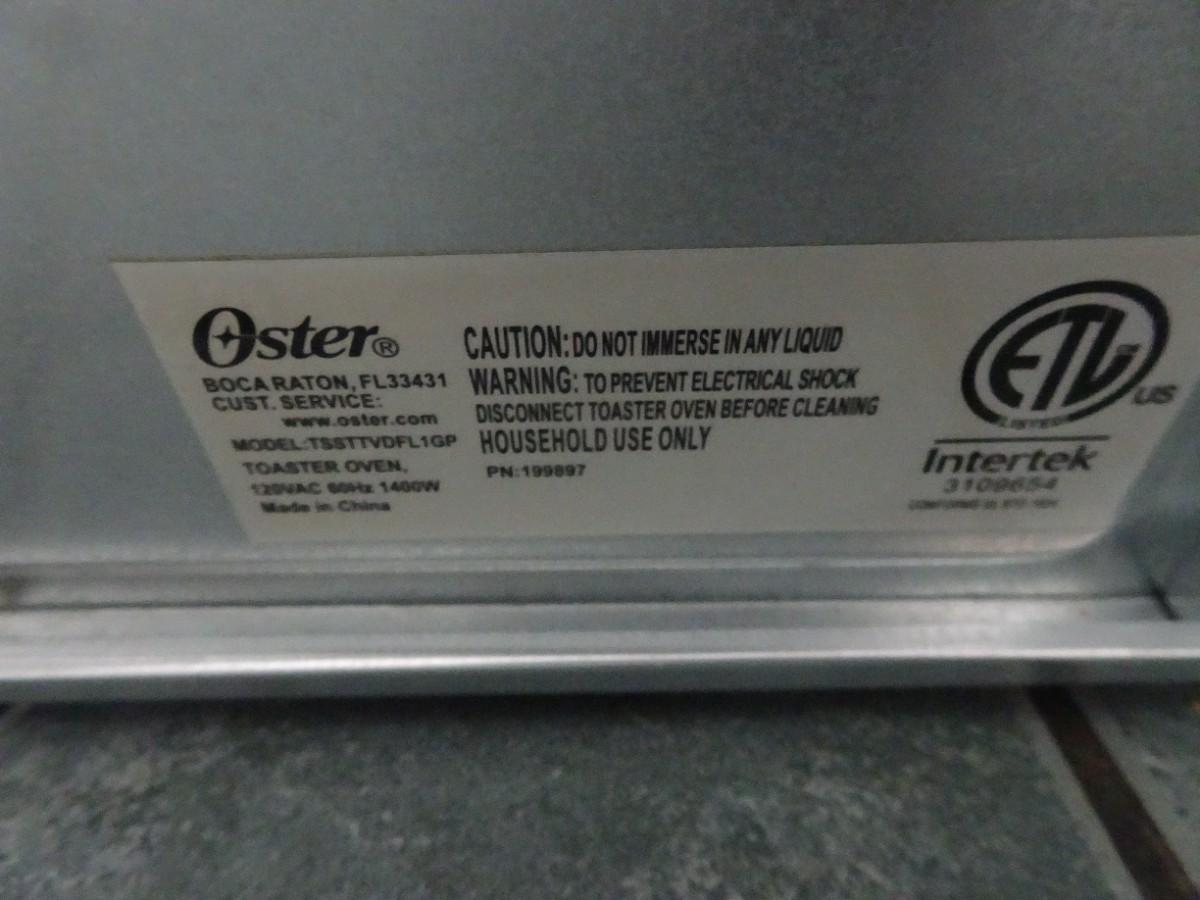 Oster®
BOCA RATON, FL33431
CUST. SERVICE:
www.oster.com
MODEL:TSSTTVDFL1GP
TOASTER OVEN,
120VAC 60Hz 1400W
Made in China
CAUTION: DO NOT IMMERSE IN ANY LIQUID
WARNING: TO PREVENT ELECTRICAL SHOCK
DISCONNECT TOASTER OVEN BEFORE CLEANING
HOUSEHOLD USE ONLY
PN:199897
ETL
US
LISTED
Intertek
3109654